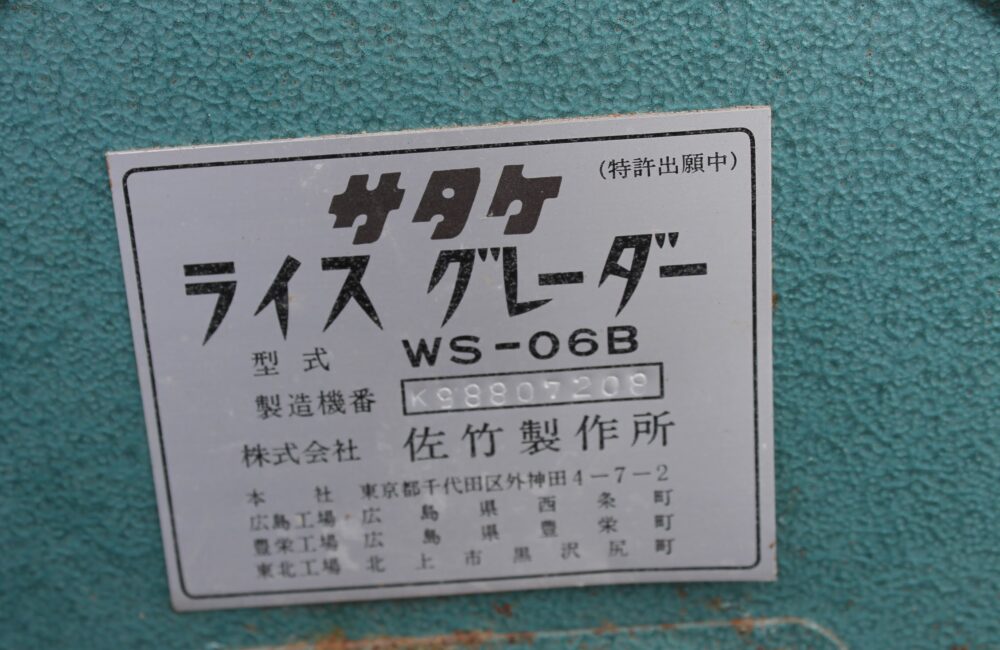 (特許出願中)
サタケ
ライス グレーダー
型式 WS-06B
製造機番 K98807208
株式会社 佐竹製作所
本社 東京都千代田区外神田4-7-2
広島工場 広島県西条町
豊栄工場 広島県豊栄町
東北工場 北上市黒沢尻町